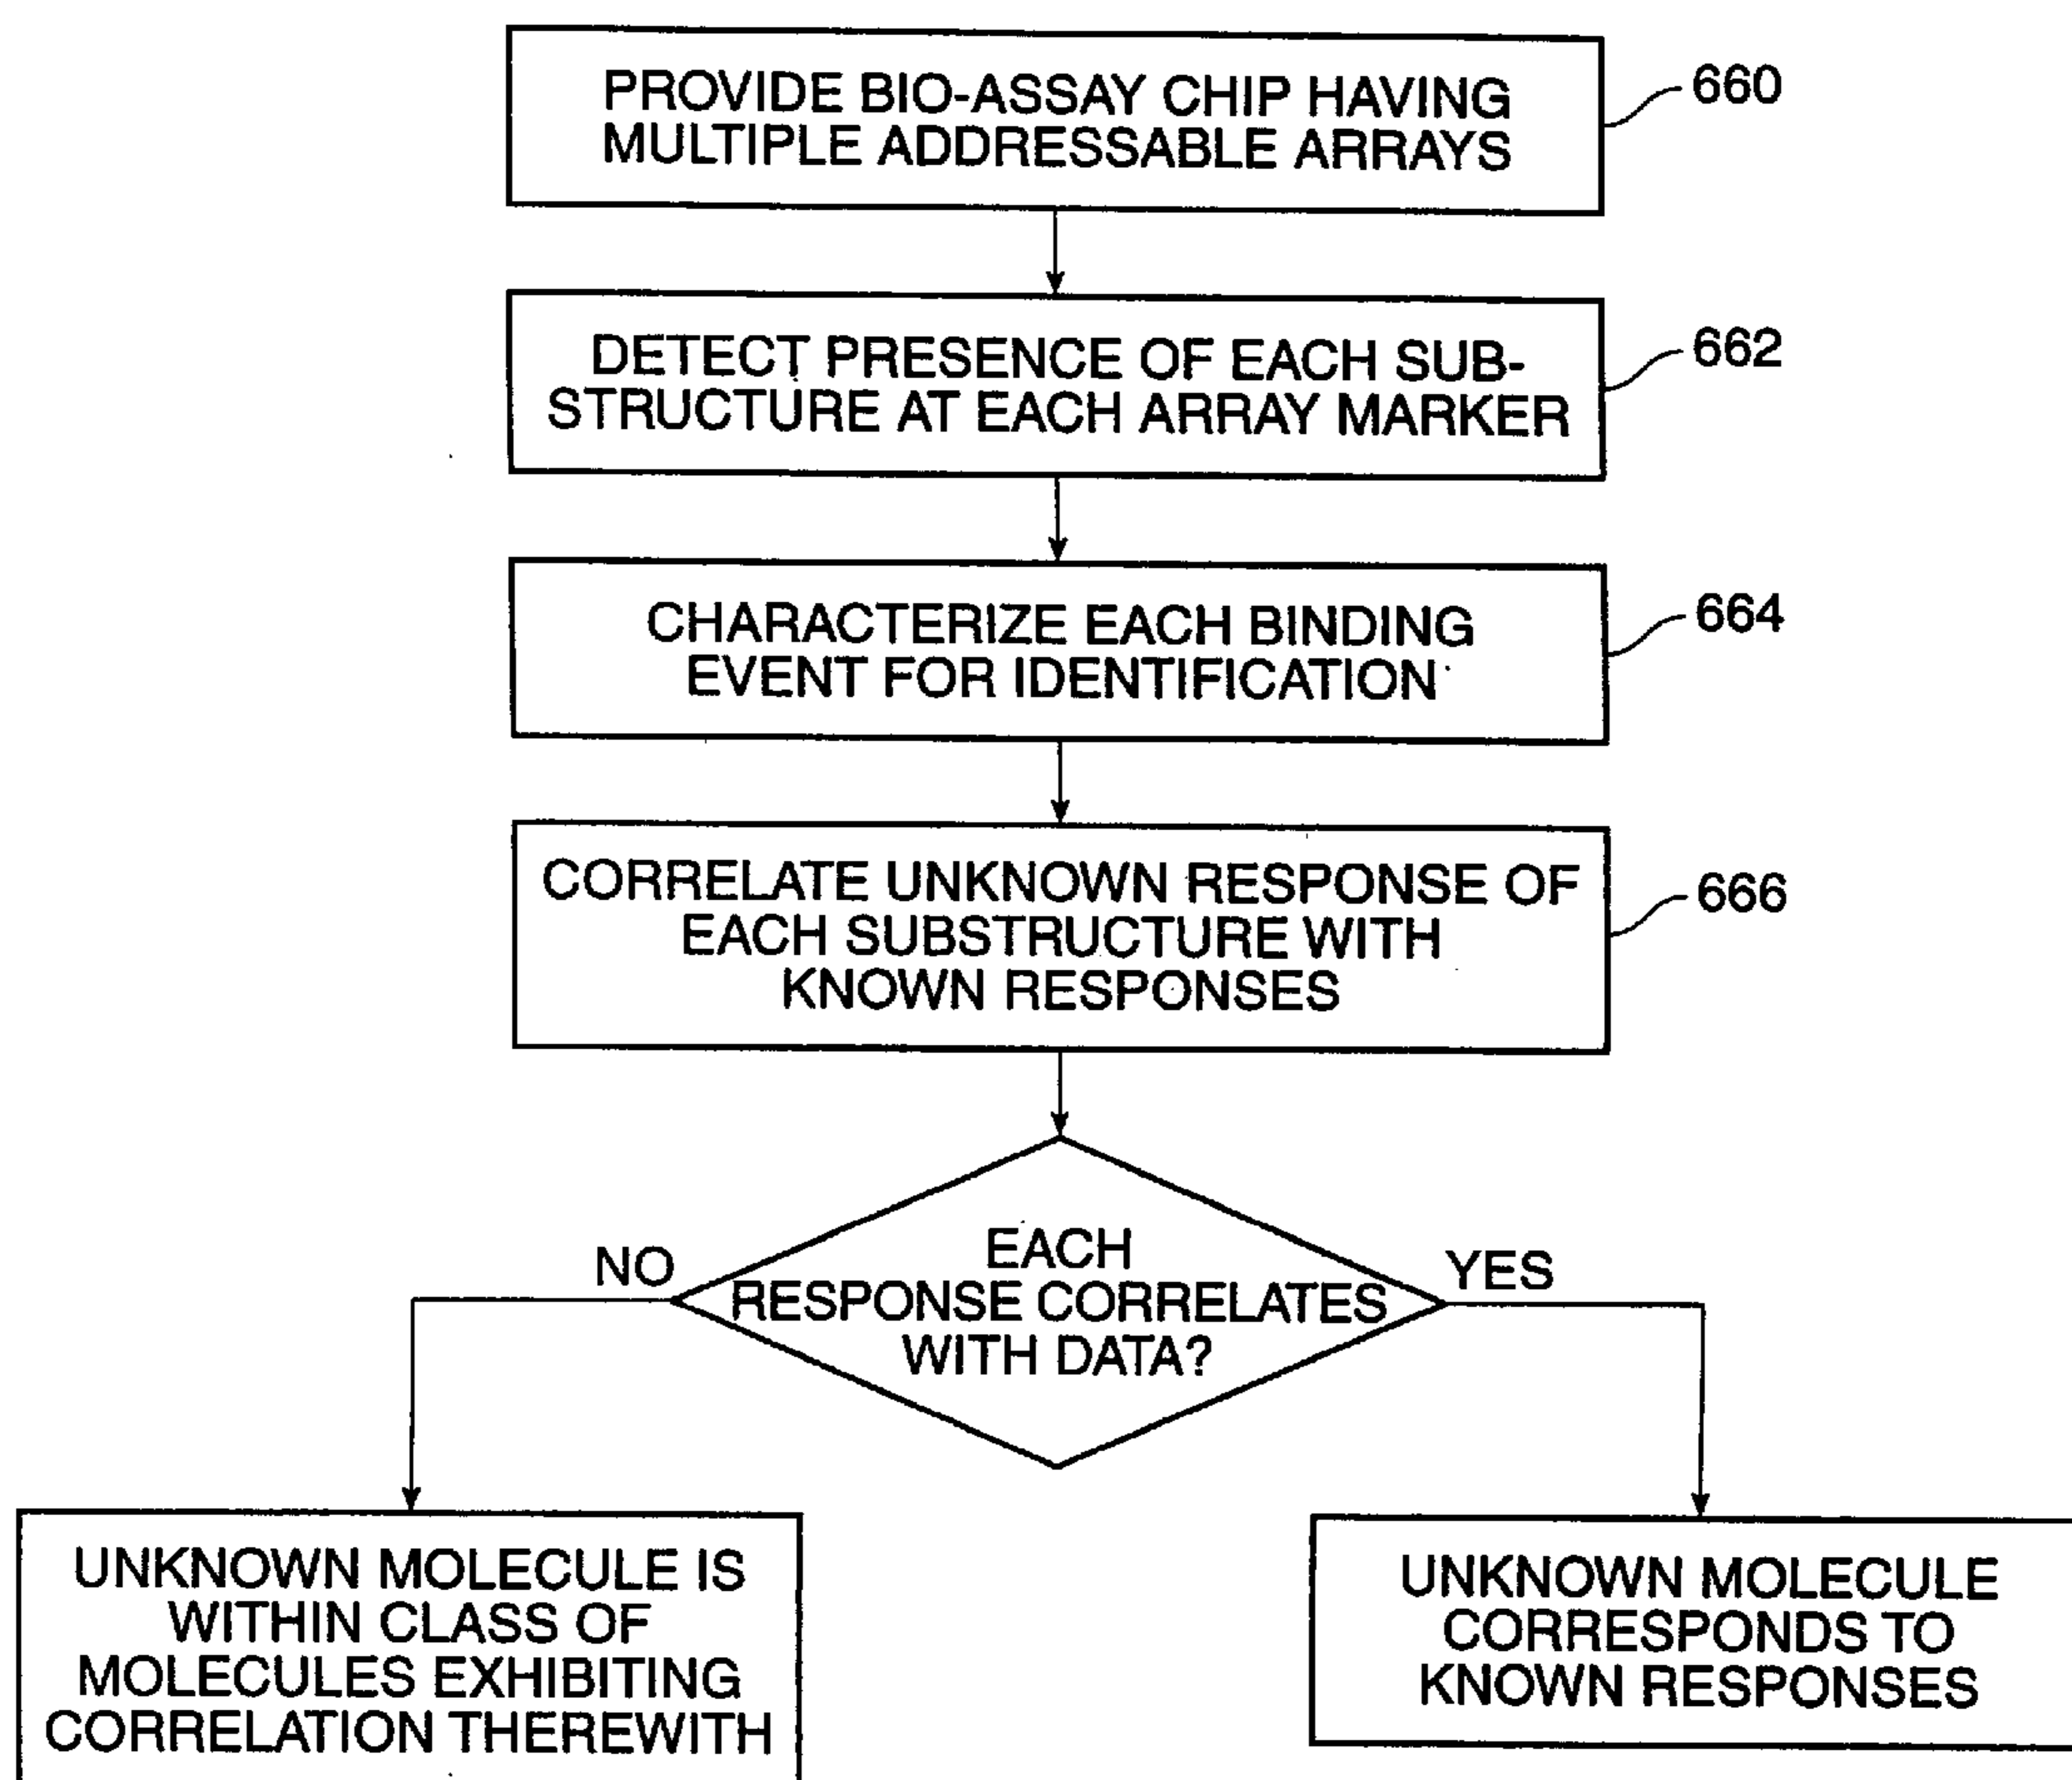 PROVIDE BIO-ASSAY CHIP HAVING
MULTIPLE ADDRESSABLE ARRAYS
660
DETECT PRESENCE OF EACH SUB-
STRUCTURE AT EACH ARRAY MARKER
662
CHARACTERIZE EACH BINDING
EVENT FOR IDENTIFICATION
664
CORRELATE UNKNOWN RESPONSE OF
EACH SUBSTRUCTURE WITH
KNOWN RESPONSES
666
EACH
RESPONSE CORRELATES
WITH DATA?
NO
YES
UNKNOWN MOLECULE IS
WITHIN CLASS OF
MOLECULES EXHIBITING
CORRELATION THEREWITH
UNKNOWN MOLECULE
CORRESPONDS TO
KNOWN RESPONSES